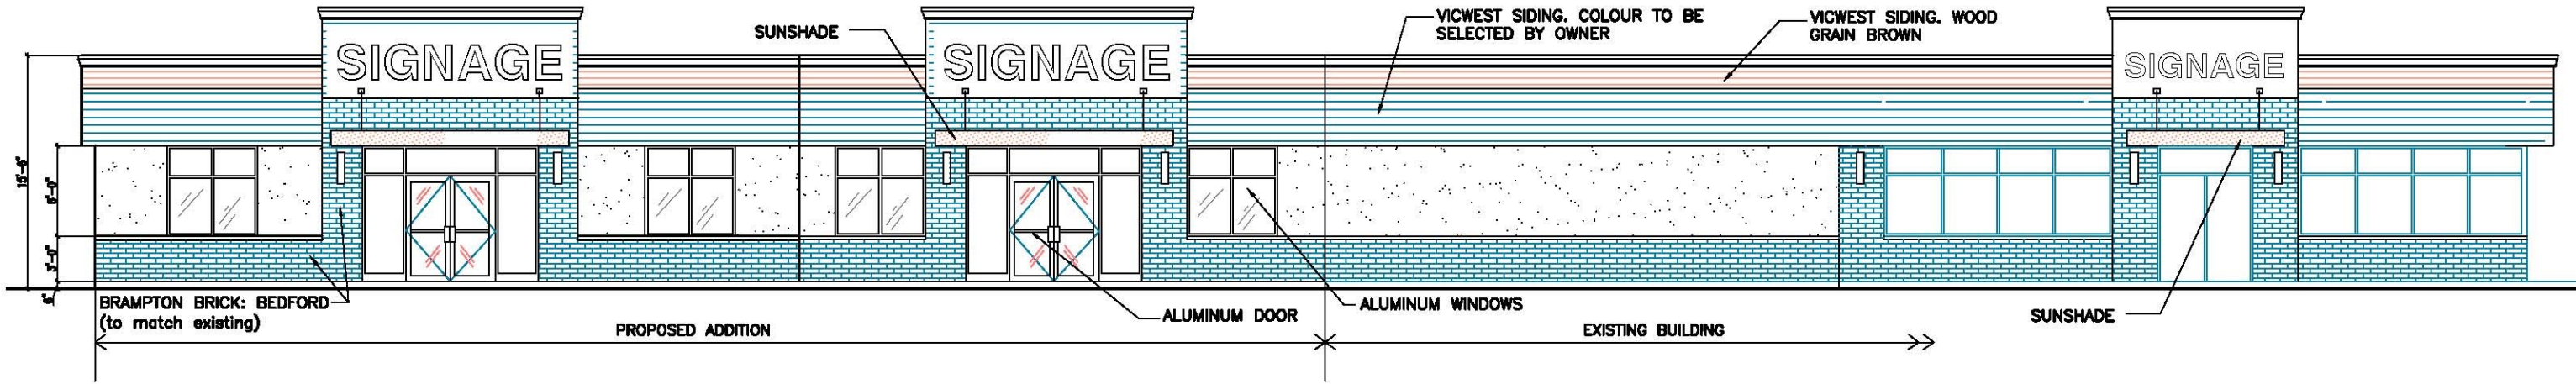 SIGNAGE
SUNSHADE
SIGNAGE
VICWEST SIDING. COLOUR TO BE
SELECTED BY OWNER
VICWEST SIDING. WOOD
GRAIN BROWN
SIGNAGE
15'-6"
6'-0"
3'-0"
6"
BRAMPTON BRICK: BEDFORD
(to match existing)
PROPOSED ADDITION
ALUMINUM DOOR
ALUMINUM WINDOWS
EXISTING BUILDING
SUNSHADE